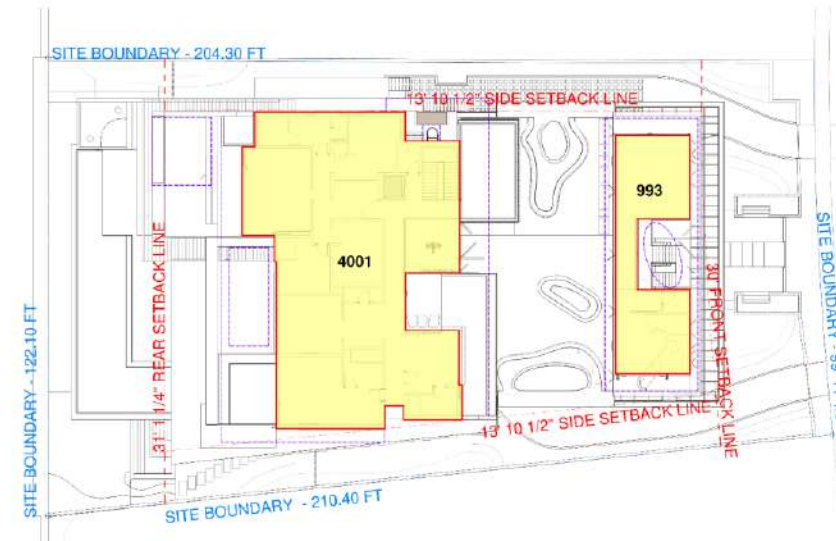 SITE BOUNDARY - 204.30 FT
13' 10 1/2" SIDE SETBACK LINE
993
4001
SITE BOUNDARY - 122.10 FT
31' 1 1/4" REAR SETBACK LINE
30' FRONT SETBACK LINE
SITE BOUNDARY -
13' 10 1/2" SIDE SETBACK LINE
SITE BOUNDARY - 210.40 FT